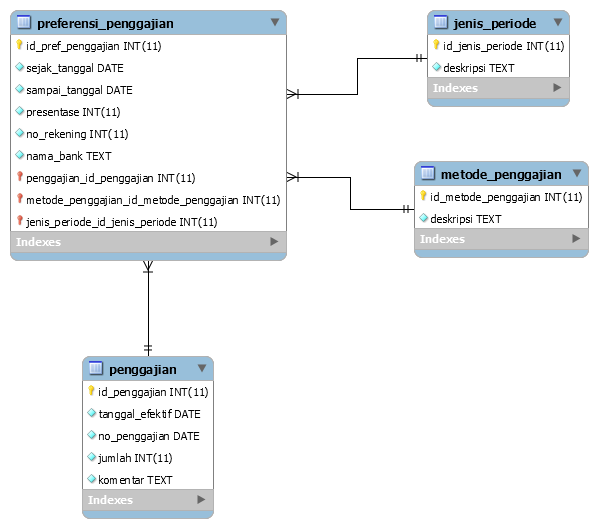 preferensi_penggajian
id_pref_penggajian INT(11)
sejak_tanggal DATE
sampai_tanggal DATE
presentase INT(11)
no_rekening INT(11)
nama_bank TEXT
penggajian_id_penggajian INT(11)
metode_penggajian_id_metode_penggajian INT(11)
jenis_periode_id_jenis_periode INT(11)
Indexes
jenis_periode
id_jenis_periode INT(11)
deskripsi TEXT
Indexes
metode_penggajian
id_metode_penggajian INT(11)
deskripsi TEXT
Indexes
penggajian
id_penggajian INT(11)
tanggal_efektif DATE
no_penggajian DATE
jumlah INT(11)
komentar TEXT
Indexes